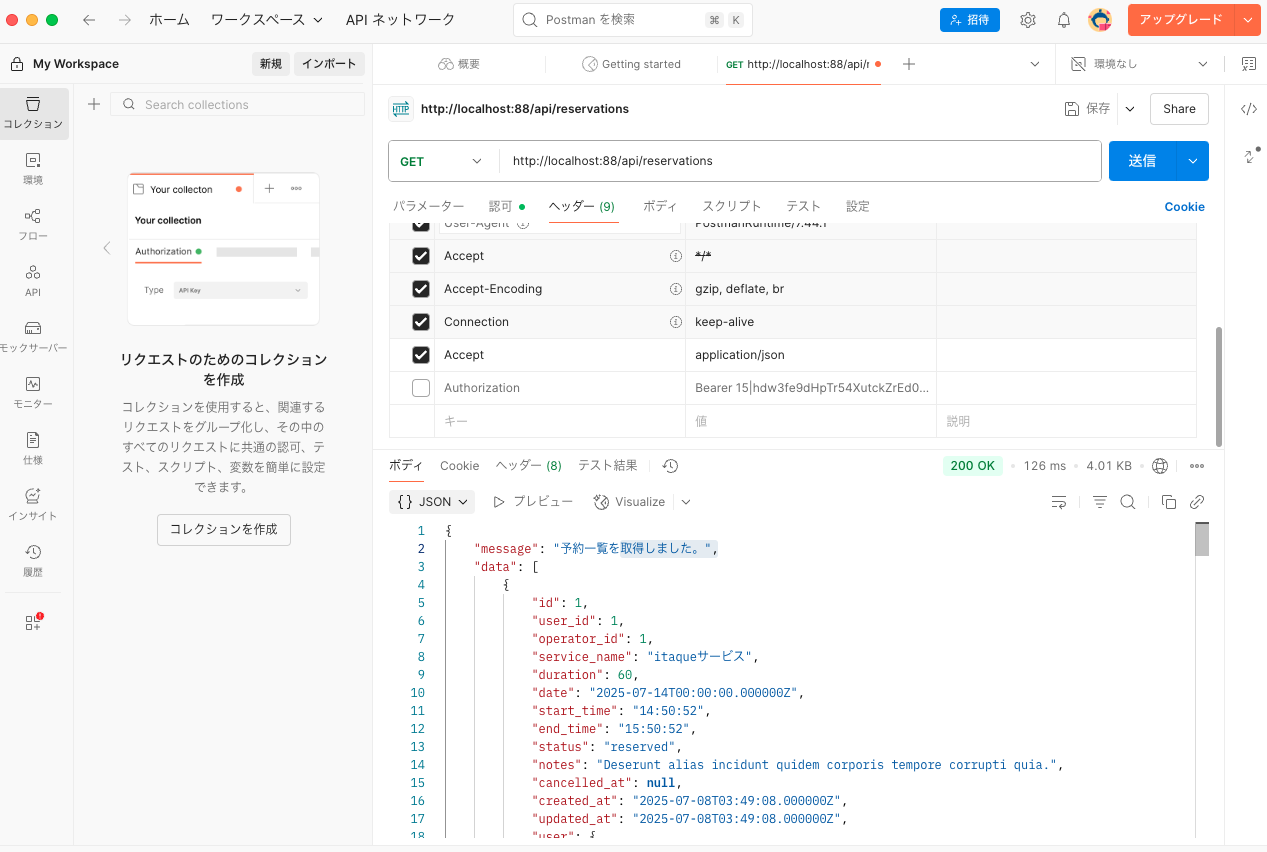 ホーム ワークスペース API ネットワーク Postman を検索 ⌘ K 招待 アップグレード
My Workspace 新規 インポート 概要 Getting started GET http://localhost:88/api/r 環境なし
コレクション
環境
フロー
API
モックサーバー
モニター
仕様
インサイト
履歴
Search collections
Your collecton
Your collection
Authorization
Type API Key
リクエストのためのコレクション
を作成
コレクションを使用すると、関連する
リクエストをグループ化し、その中の
すべてのリクエストに共通の認可、テ
スト、スクリプト、変数を簡単に設定
できます。
コレクションを作成
HTTP http://localhost:88/api/reservations 保存 Share
GET http://localhost:88/api/reservations 送信
パラメーター 認可 ヘッダー (9) ボディ スクリプト テスト 設定 Cookie
User-Agent PostmanRuntime/7.44.1
Accept */*
Accept-Encoding gzip, deflate, br
Connection keep-alive
Accept application/json
Authorization Bearer 15|hdw3fe9dHpTr54XutckZrEd0...
キー 値 説明
ボディ Cookie ヘッダー (8) テスト結果 200 OK 126 ms 4.01 KB
{} JSON プレビュー Visualize
1 {
2 "message": "予約一覧を取得しました。",
3 "data": [
4 {
5 "id": 1,
6 "user_id": 1,
7 "operator_id": 1,
8 "service_name": "itaqueサービス",
9 "duration": 60,
10 "date": "2025-07-14T00:00:00.000000Z",
11 "start_time": "14:50:52",
12 "end_time": "15:50:52",
13 "status": "reserved",
14 "notes": "Deserunt alias incidunt quidem corporis tempore corrupti quia.",
15 "cancelled_at": null,
16 "created_at": "2025-07-08T03:49:08.000000Z",
17 "updated_at": "2025-07-08T03:49:08.000000Z",
18 "user": {